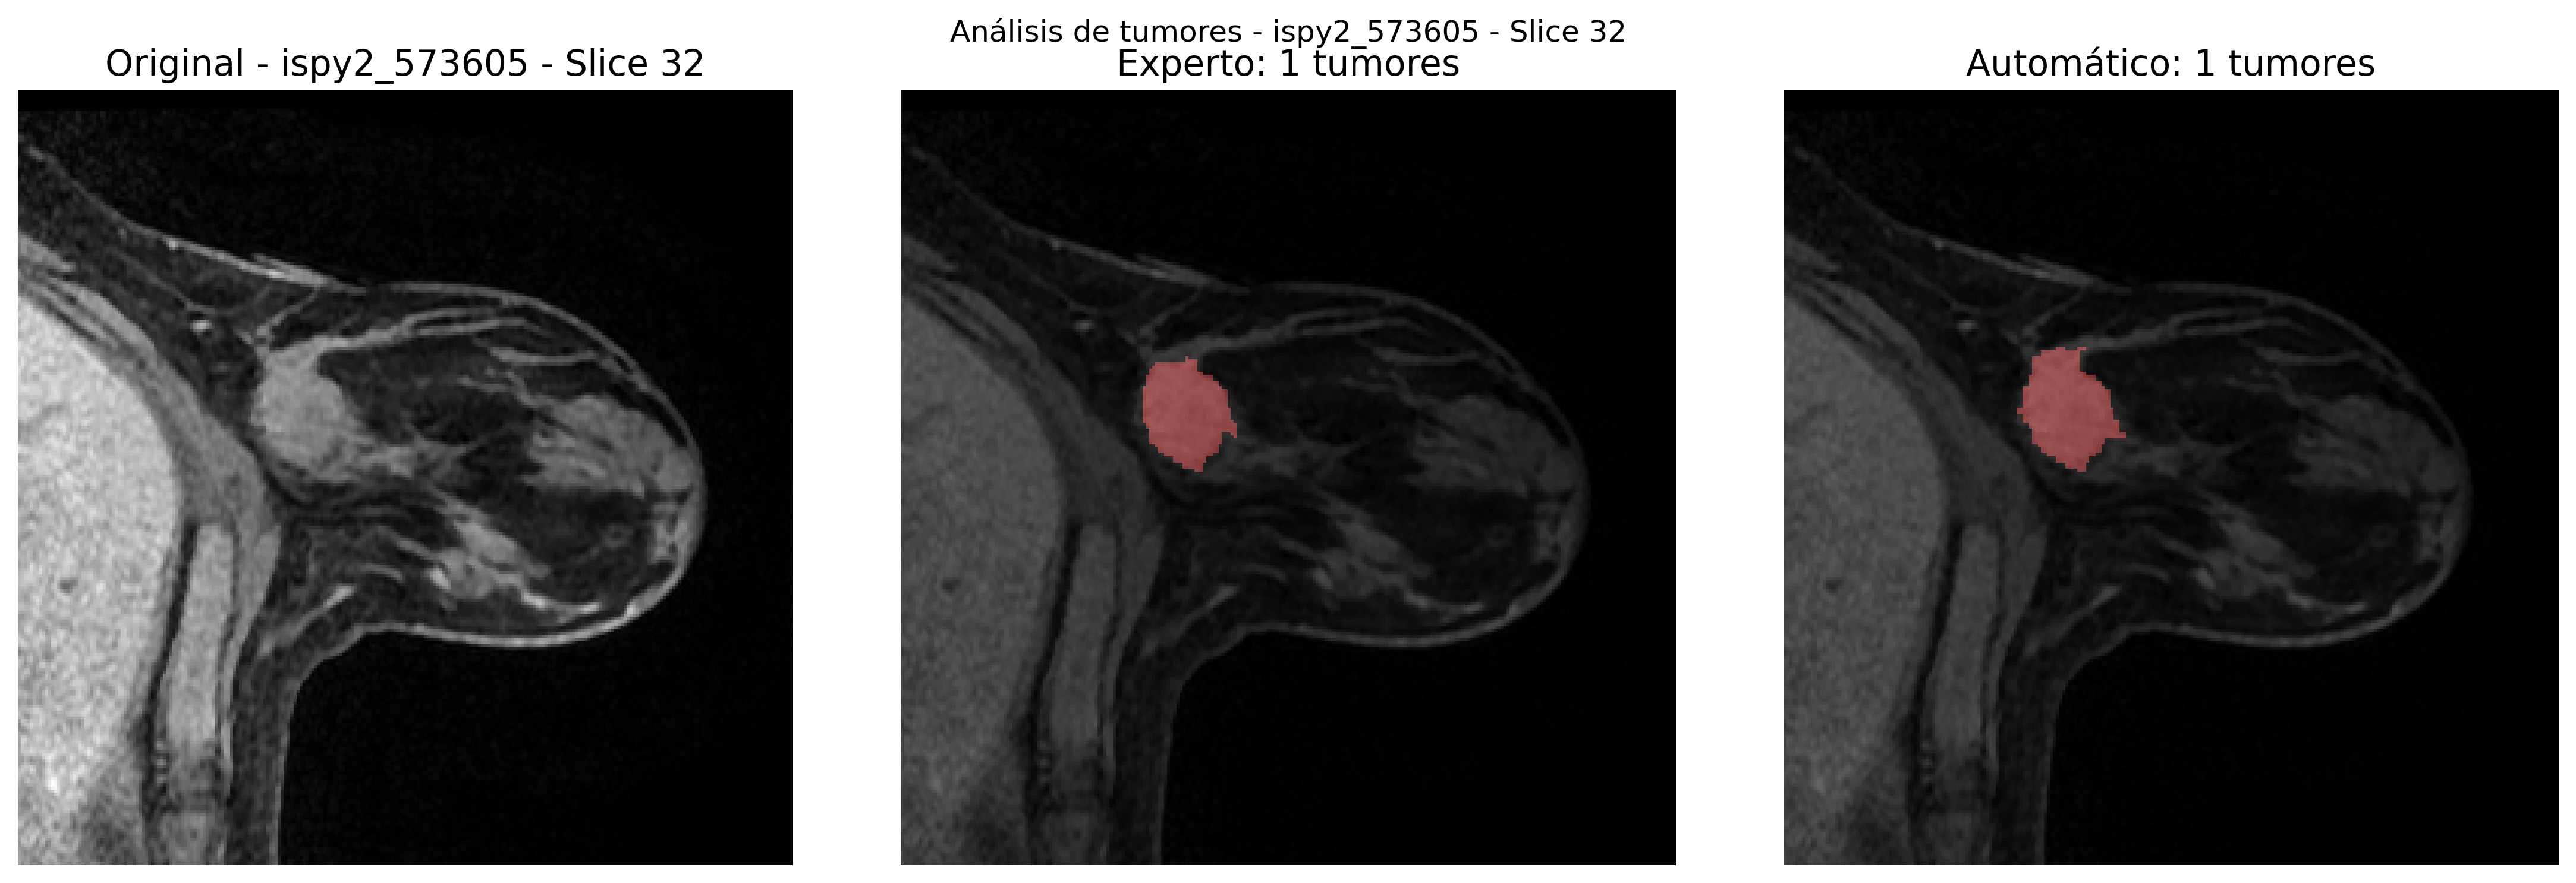 Análisis de tumores - ispy2_573605 - Slice 32
Original - ispy2_573605 - Slice 32
Experto: 1 tumores
Automático: 1 tumores